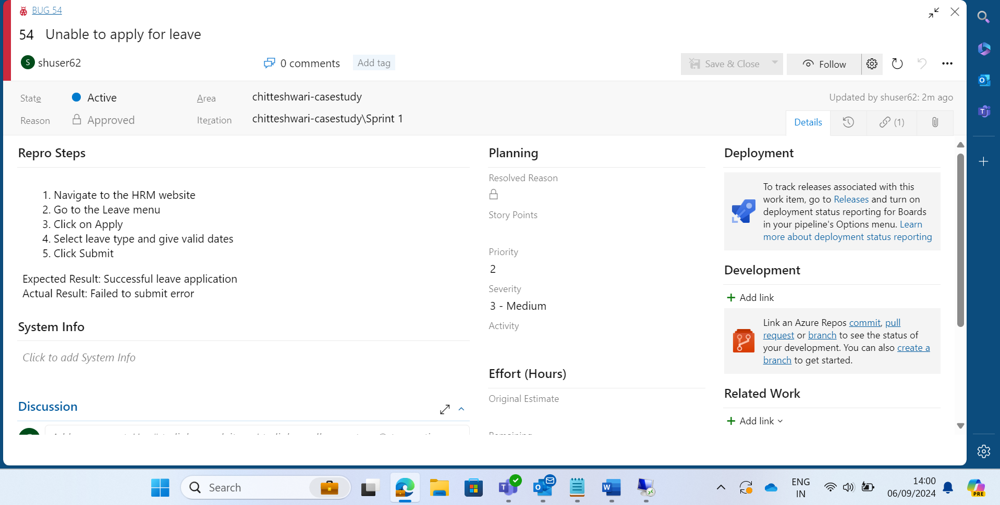 BUG 54
54 Unable to apply for leave
S shuser62
0 comments
Add tag
Save & Close
Follow
State
Active
Area
chitteshwari-casestudy
Updated by shuser62: 2m ago
Reason
Approved
Iteration
chitteshwari-casestudy\Sprint 1
Details
(1)
Repro Steps
1. Navigate to the HRM website
2. Go to the Leave menu
3. Click on Apply
4. Select leave type and give valid dates
5. Click Submit
Expected Result: Successful leave application
Actual Result: Failed to submit error
System Info
Click to add System Info
Discussion
Planning
Resolved Reason
Story Points
Priority
2
Severity
3 - Medium
Activity
Effort (Hours)
Original Estimate
Remaining
Deployment
To track releases associated with this
work item, go to Releases and turn on
deployment status reporting for Boards
in your pipeline's Options menu. Learn
more about deployment status reporting
Development
Add link
Link an Azure Repos commit, pull
request or branch to see the status of
your development. You can also create a
branch to get started.
Related Work
Add link
Search
ENG
IN
14:00
06/09/2024
PRE